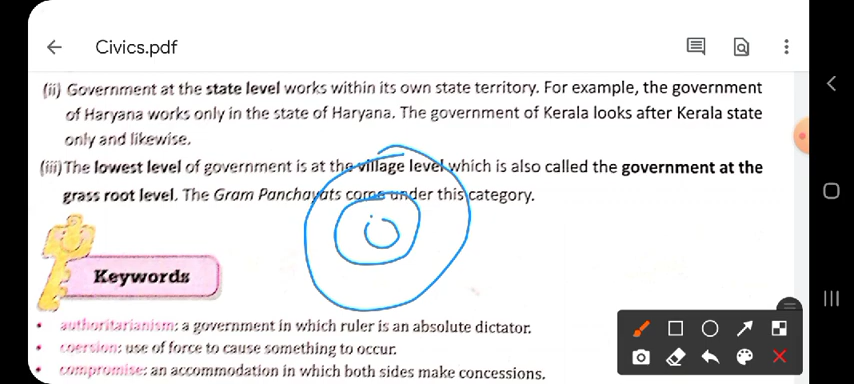 Civics.pdf
(ii) Government at the state level works within its own state territory. For example, the government
of Haryana works only in the state of Haryana. The government of Kerala looks after Kerala state
only and likewise.
(iii) The lowest level of government is at the village level which is also called the government at the
grass root level. The Gram Panchayats come under this category.
Keywords
• authoritarianism: a government in which ruler is an absolute dictator.
• coersion: use of force to cause something to occur.
• compromise: an accommodation in which both sides make concessions.